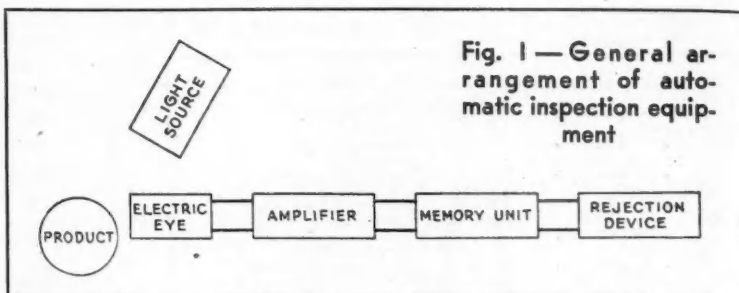 Fig. I — General ar-
rangement of auto-
matic inspection equip-
ment
LIGHT
SOURCE
PRODUCT
ELECTRIC
EYE
AMPLIFIER
MEMORY UNIT
REJECTION
DEVICE